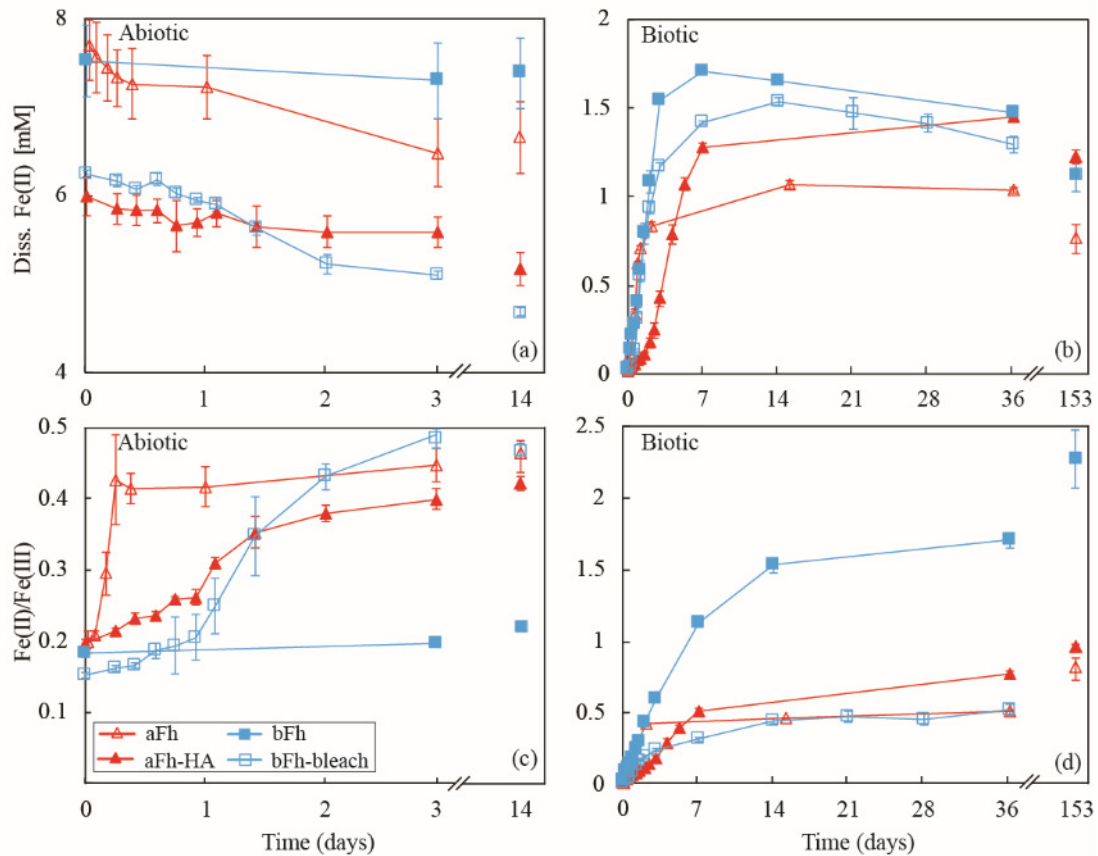 8
6
4
Diss. Fe(II) [mM]
Abiotic
(a)
0 1 2 3 14
2
1.5
1
0.5
0
Biotic
(b)
0 7 14 21 28 36 153
0.5
0.4
0.3
0.2
0.1
Fe(II)/Fe(III)
Abiotic
aFh bFh
aFh-HA bFh-bleach
(c)
0 1 2 3 14
Time (days)
2.5
2
1.5
1
0.5
0
Biotic
(d)
0 7 14 21 28 36 153
Time (days)